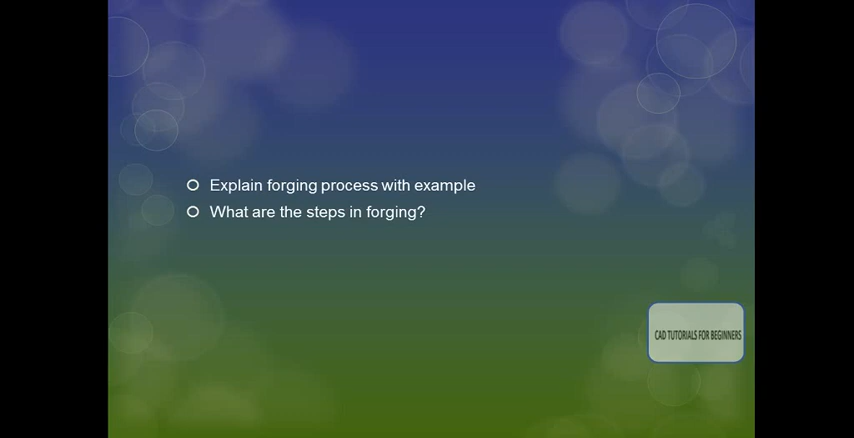 Explain forging process with example
What are the steps in forging?
CAD TUTORIALS FOR BEGINNERS